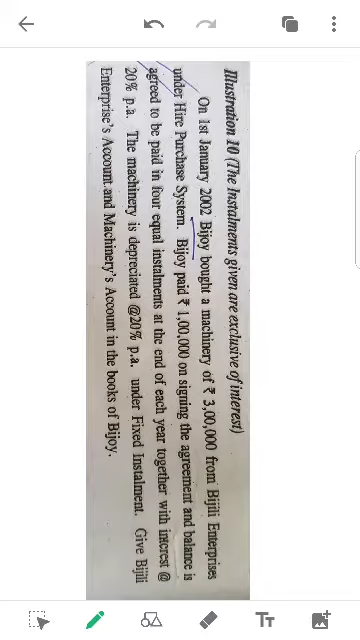 Illustration 10 (The Instalments given are exclusive of interest)
On 1st January 2002 Bijoy bought a machinery of ₹ 3,00,000 from Bijili Enterprises
under Hire Purchase System. Bijoy paid ₹ 1,00,000 on signing the agreement and balance is
agreed to be paid in four equal instalments at the end of each year together with interest @
20% p.a. The machinery is depreciated @20% p.a. under Fixed Instalment. Give Bijili
Enterprise's Account and Machinery's Account in the books of Bijoy.
Tт